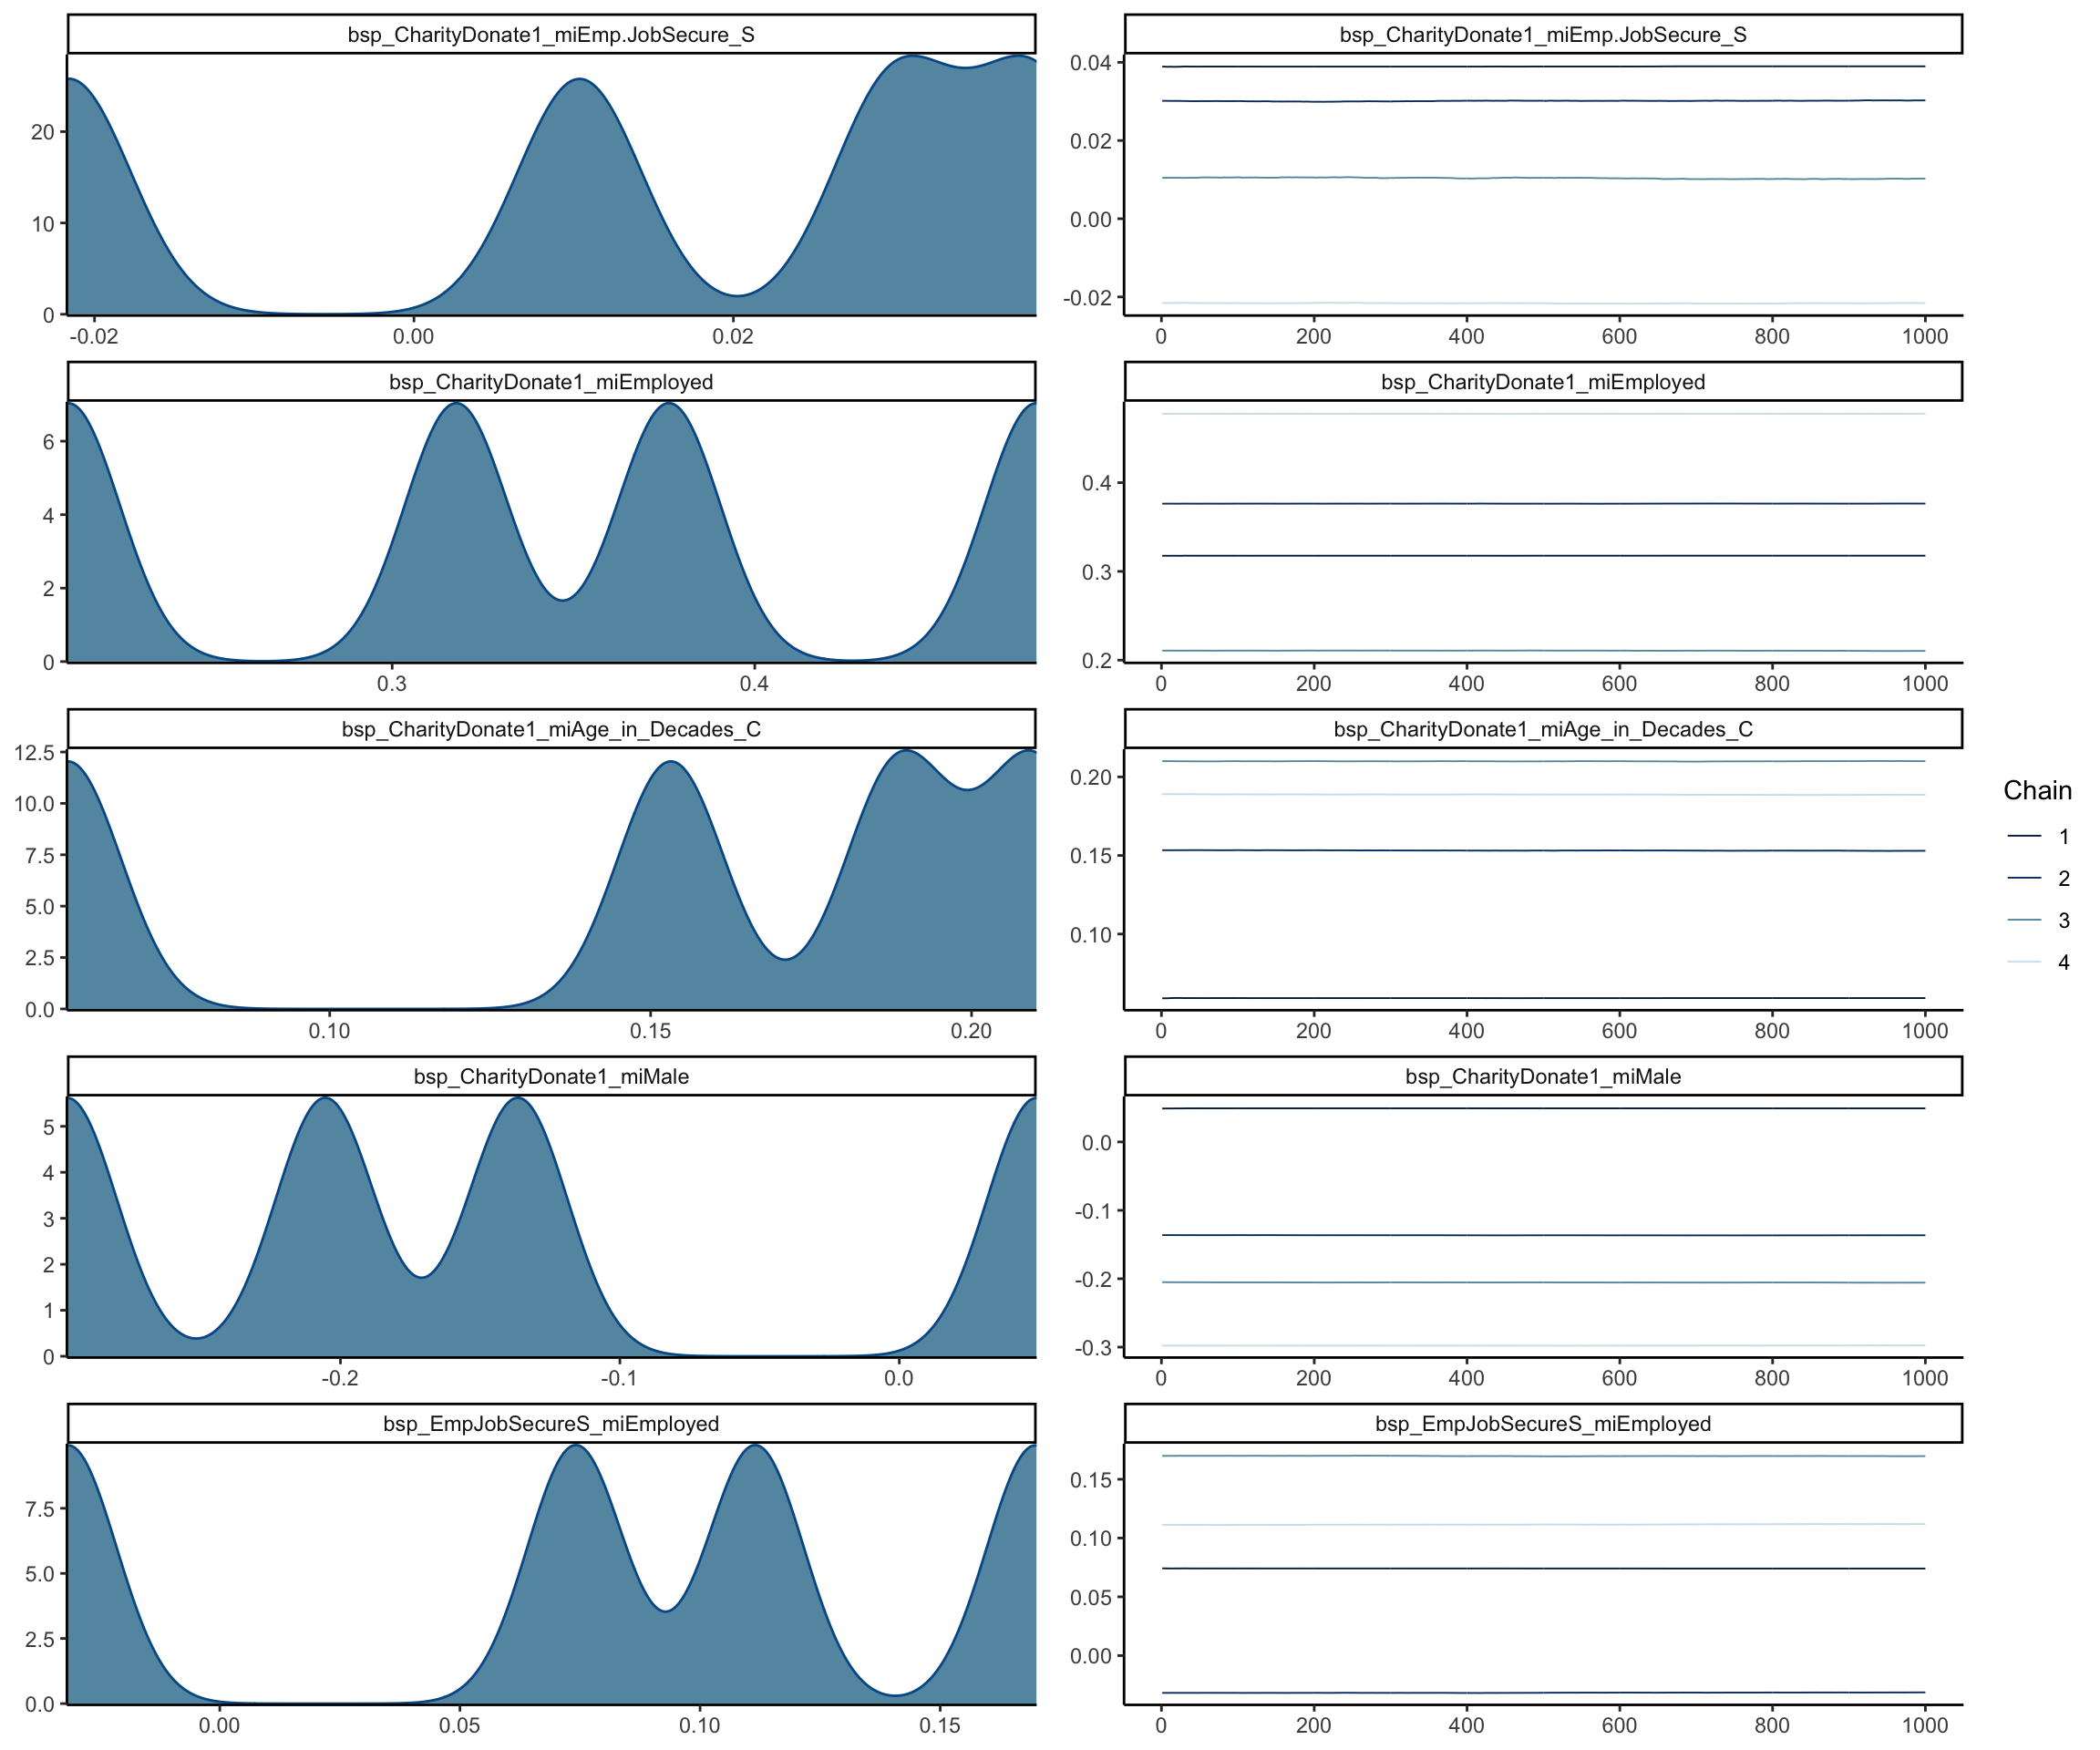 bsp_CharityDonate1_miEmp.JobSecure_S
20
10
0
-0.02 0.00 0.02
bsp_CharityDonate1_miEmp.JobSecure_S
0.04
0.02
0.00
-0.02
0 200 400 600 800 1000
bsp_CharityDonate1_miEmployed
6
4
2
0
0.3 0.4
bsp_CharityDonate1_miEmployed
0.4
0.3
0.2
0 200 400 600 800 1000
bsp_CharityDonate1_miAge_in_Decades_C
12.5
10.0
7.5
5.0
2.5
0.0
0.10 0.15 0.20
bsp_CharityDonate1_miAge_in_Decades_C
0.20
0.15
0.10
0 200 400 600 800 1000
bsp_CharityDonate1_miMale
5
4
3
2
1
0
-0.2 -0.1 0.0
bsp_CharityDonate1_miMale
0.0
-0.1
-0.2
-0.3
0 200 400 600 800 1000
bsp_EmpJobSecureS_miEmployed
7.5
5.0
2.5
0.0
0.00 0.05 0.10 0.15
bsp_EmpJobSecureS_miEmployed
0.15
0.10
0.05
0.00
0 200 400 600 800 1000
Chain
1
2
3
4